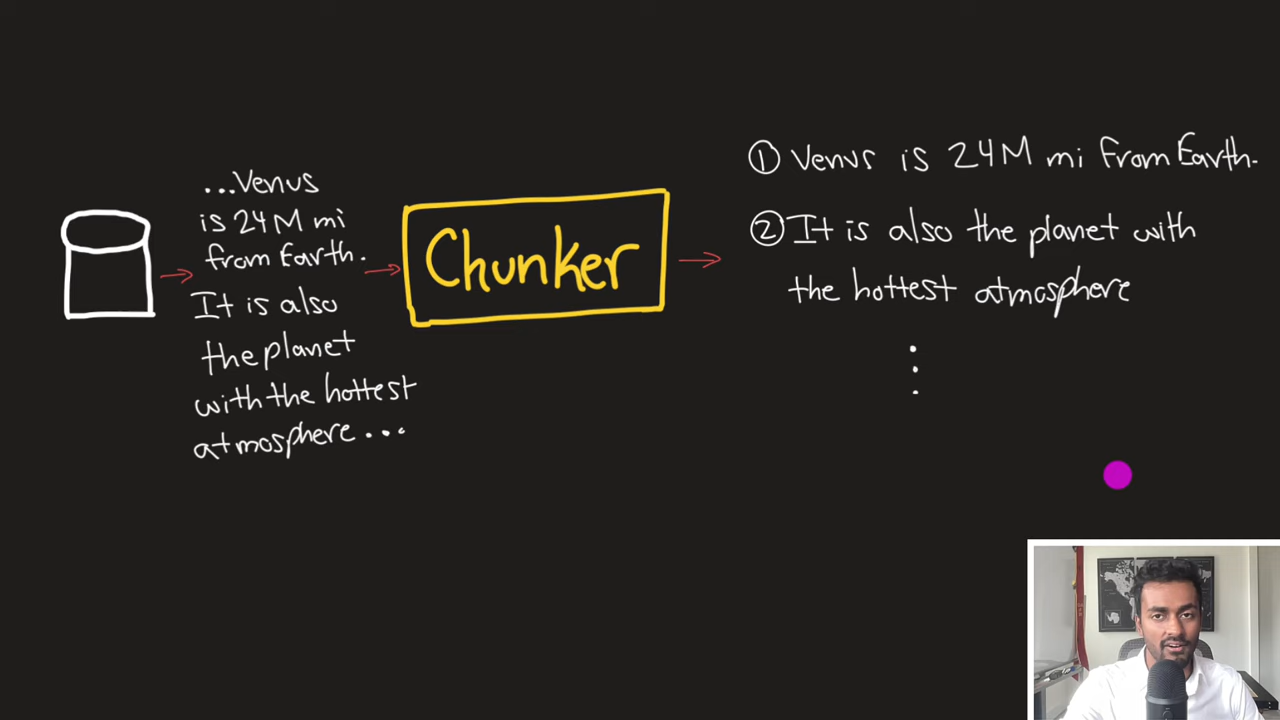 ...Venus
is 24M mi
from Earth.
It is also
the planet
with the hottest
atmosphere...
Chunker
① Venus is 24M mi from Earth.
② It is also the planet with
the hottest atmosphere